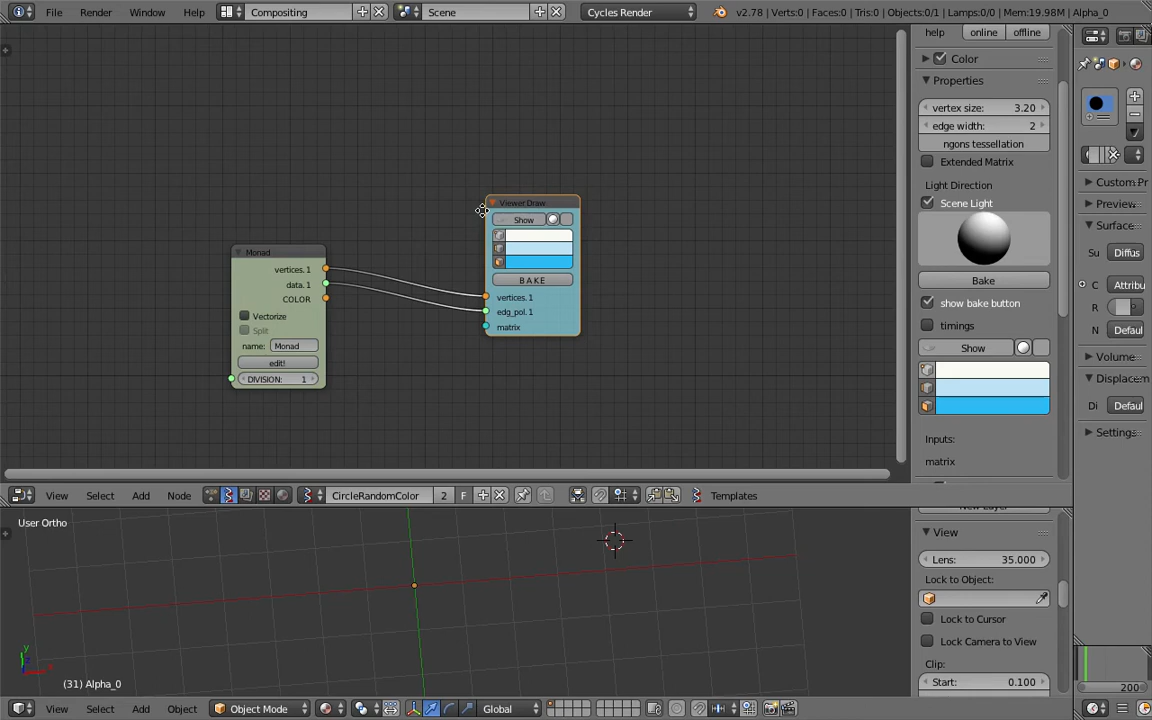 File Render Window Help Compositing Scene Cycles Render v2.78 | Verts:0 | Faces:0 | Tris:0 | Objects:0/1 | Lamps:0/0 | Mem:19.98M | Alpha_0
help online offline
Color
Properties
vertex size: 3.20
edge width: 2
ngons tessellation
Extended Matrix
Light Direction
Scene Light
Bake
show bake button
timings
Show
Inputs:
matrix
Custom Pr
Preview
Surface
Su Diffus
C Attribu
R
N Defaul
Volume
Displacem
Di Defaul
Settings
Viewer Draw
Show
BAKE
vertices. 1
edg_pol. 1
matrix
Monad
vertices. 1
data. 1
COLOR
Vectorize
Split
name: Monad
edit!
DIVISION: 1
View Select Add Node CircleRandomColor 2 F Templates
User Ortho
(31) Alpha_0
View
Lens: 35.000
Lock to Object:
Lock to Cursor
Lock Camera to View
Clip:
Start: 0.100
200
View Select Add Object Object Mode Global